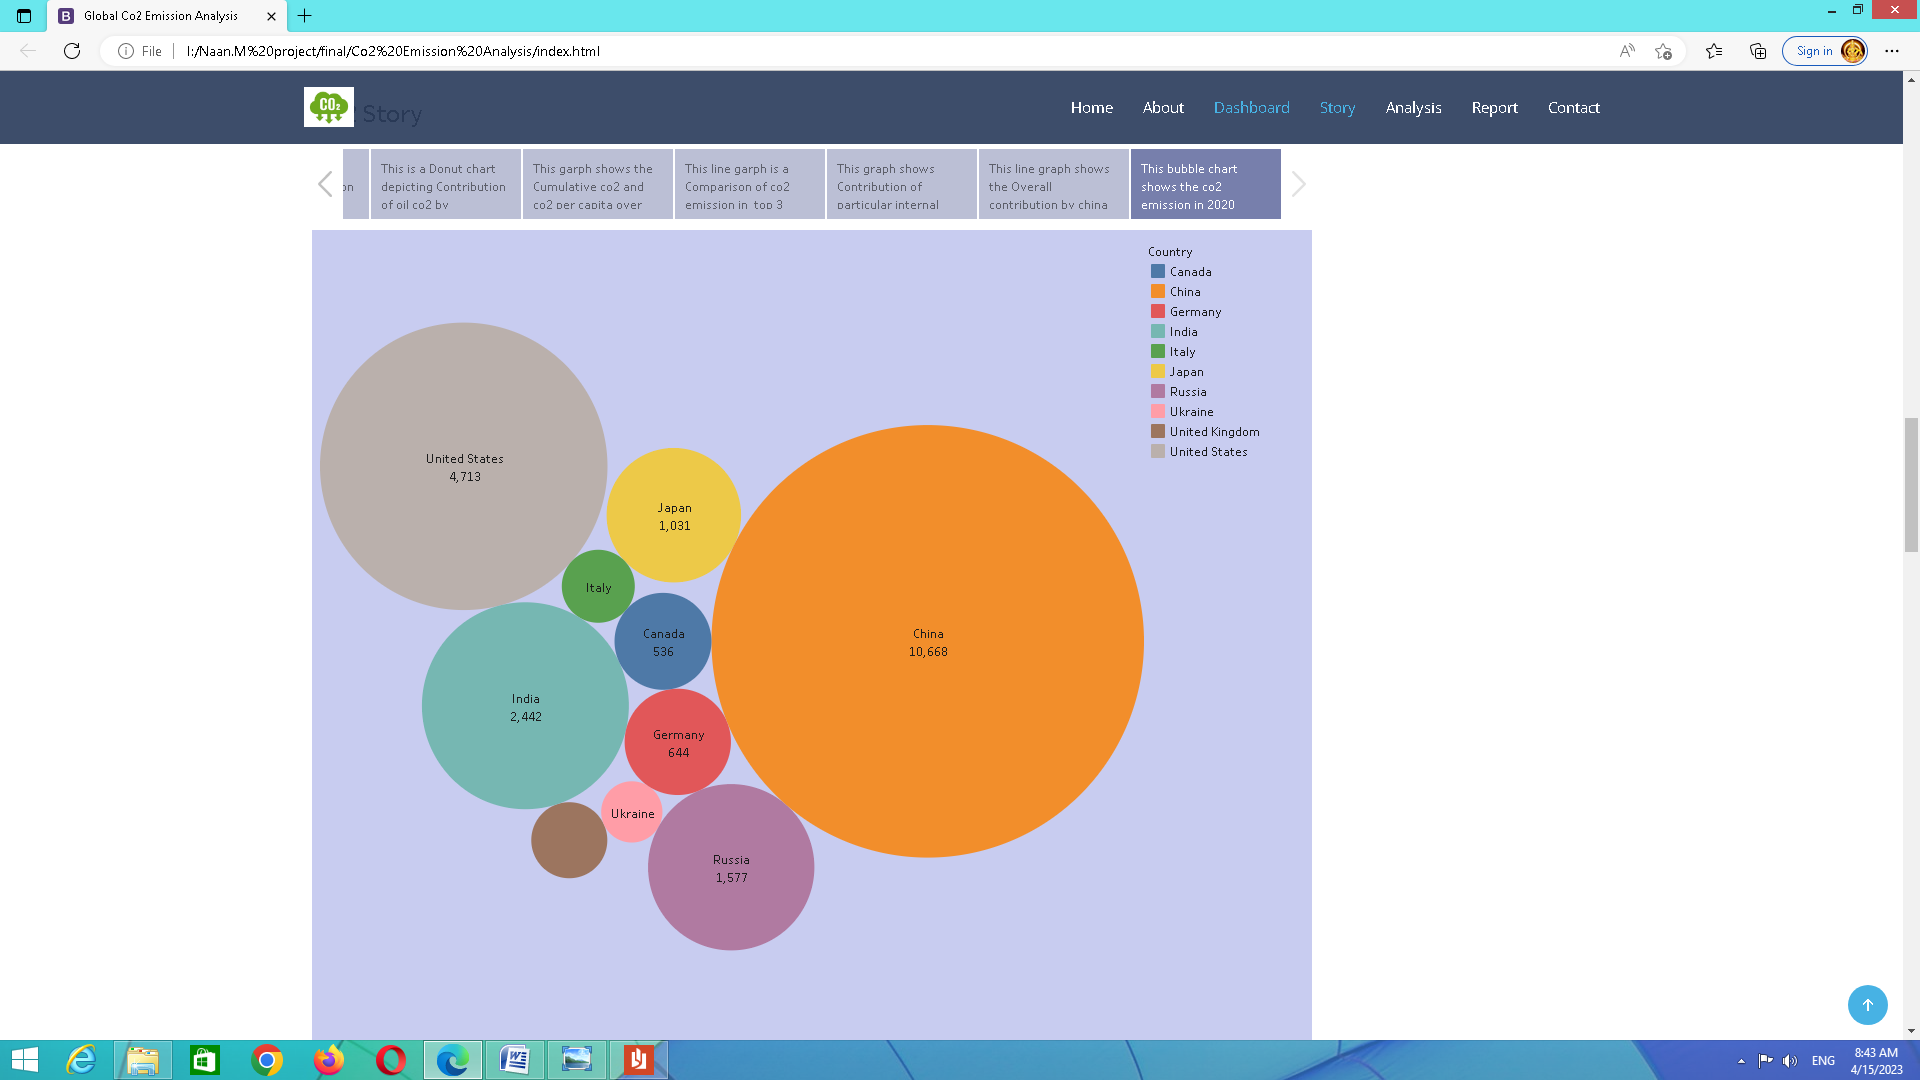 Global Co2 Emission Analysis
File
I:/Naan.M%20project/final/Co2%20Emission%20Analysis/index.html
Sign in
CO2
Story
Home
About
Dashboard
Story
Analysis
Report
Contact
on
This is a Donut chart
depicting Contribution
of oil co2 by
This garph shows the
Cumulative co2 and
co2 per capita over
This line garph is a
Comparison of co2
emission in top 3
This graph shows
Contribution of
particular internal
This line graph shows
the Overall
contribution by china
This bubble chart
shows the co2
emission in 2020
Country
Canada
China
Germany
India
Italy
Japan
Russia
Ukraine
United Kingdom
United States
United States
4,713
Japan
1,031
Italy
Canada
536
China
10,668
India
2,442
Germany
644
Ukraine
Russia
1,577
ENG
8:43 AM
4/15/2023